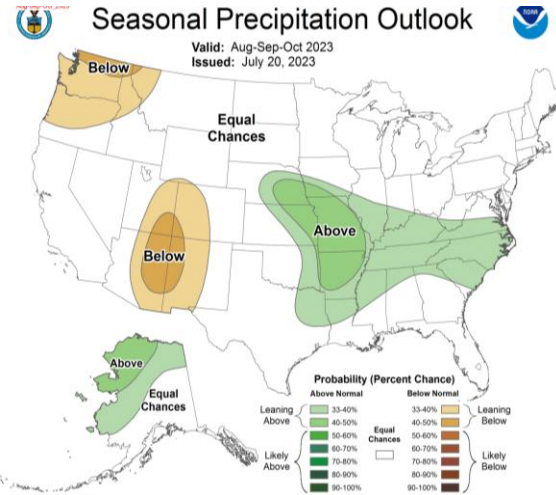 Seasonal Precipitation Outlook
Valid: Aug-Sep-Oct 2023
Issued: July 20, 2023
NOAA
Below
Equal
Chances
Above
Below
Above
Equal
Chances
Probability (Percent Chance)
Above Normal
Below Normal
Leaning
Above
33-40%
40-50%
Likely
Above
50-60%
60-70%
70-80%
80-90%
90-100%
Equal
Chances
33-40%
40-50%
Leaning
Below
50-60%
60-70%
70-80%
80-90%
90-100%
Likely
Below